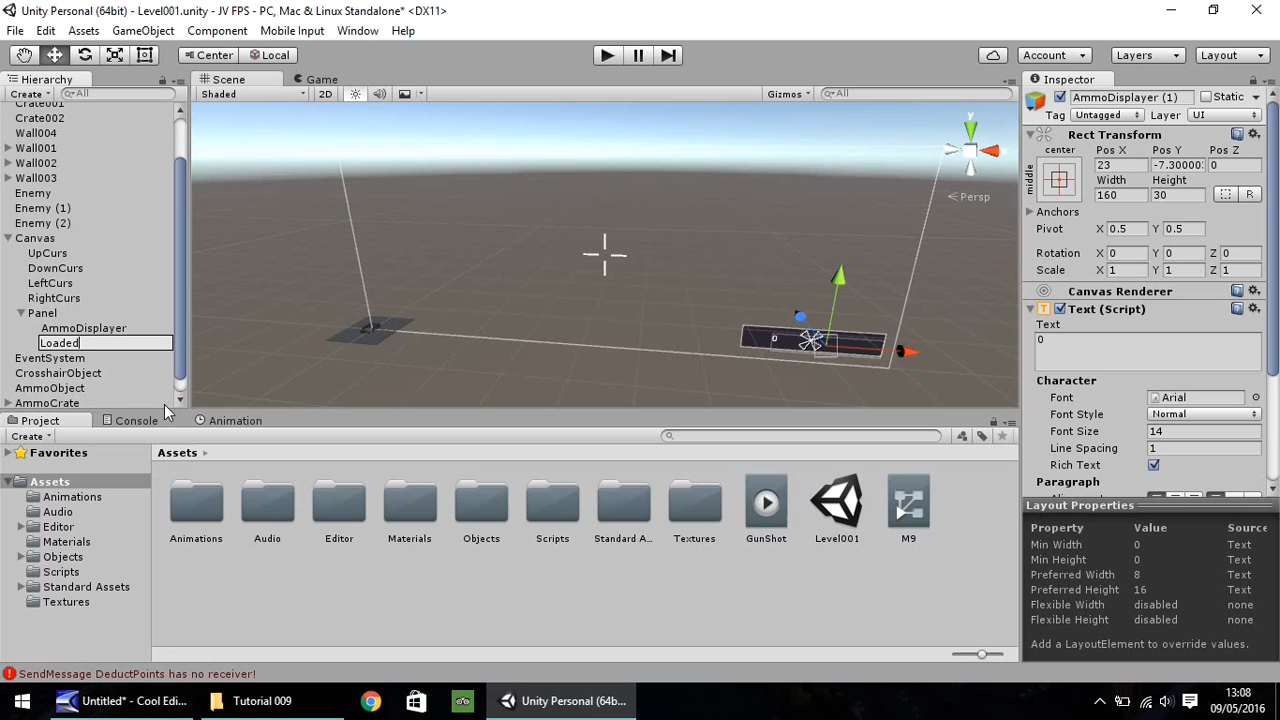 Unity Personal (64bit) - Level001.unity - JV FPS - PC, Mac & Linux Standalone* <DX11>
File Edit Assets GameObject Component Mobile Input Window Help
Center Local Account Layers Layout
Hierarchy Scene Game Inspector
Create All Shaded 2D Gizmos All AmmoDisplayer (1) Static
Tag Untagged Layer UI
Crate001
Crate002
Wall004
Wall001
Wall002
Wall003
Enemy
Enemy (1)
Enemy (2)
Canvas
UpCurs
DownCurs
LeftCurs
RightCurs
Panel
AmmoDisplayer
Loaded
EventSystem
CrosshairObject
AmmoObject
AmmoCrate
y
Persp
0
Rect Transform
center Pos X Pos Y Pos Z
middle 23 -7.30000 0
Width Height
160 30 R
Anchors
Pivot X 0.5 Y 0.5
Rotation X 0 Y 0 Z 0
Scale X 1 Y 1 Z 1
Canvas Renderer
Text (Script)
Text
0
Character
Font Arial
Font Style Normal
Font Size 14
Line Spacing 1
Rich Text
Paragraph
Layout Properties
Property Value Source
Min Width 0 Text
Min Height 0 Text
Preferred Width 8 Text
Preferred Height 16 Text
Flexible Width disabled none
Flexible Height disabled none
Add a LayoutElement to override values.
Project Console Animation
Create
Favorites
Assets
Animations
Audio
Editor
Materials
Objects
Scripts
Standard Assets
Textures
Assets
Animations Audio Editor Materials Objects Scripts Standard A... Textures GunShot Level001 M9
SendMessage DeductPoints has no receiver!
Untitled* - Cool Edi... Tutorial 009 Unity Personal (64b... 13:08
09/05/2016